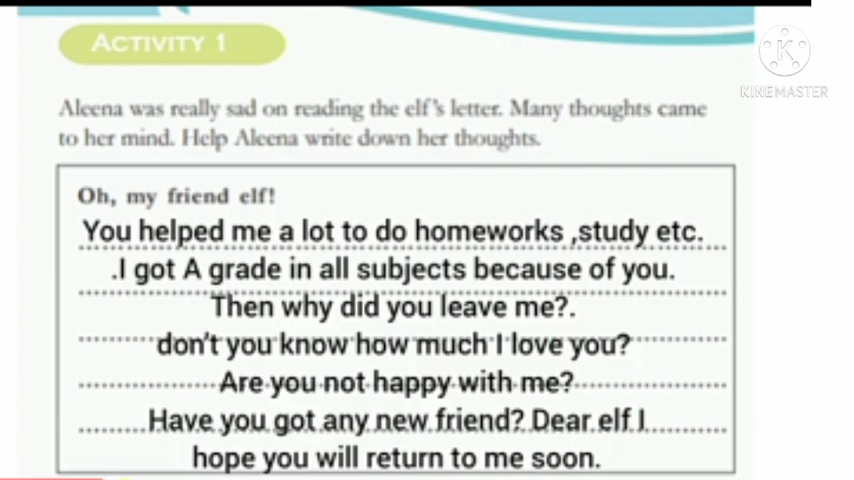 ACTIVITY 1
KINEMASTER
Aleena was really sad on reading the elf's letter. Many thoughts came
to her mind. Help Aleena write down her thoughts.
Oh, my friend elf!
You helped me a lot to do homeworks ,study etc.
.I got A grade in all subjects because of you.
Then why did you leave me?.
don't you know how much I love you?
Are you not happy with me?
Have you got any new friend? Dear elf I
hope you will return to me soon.